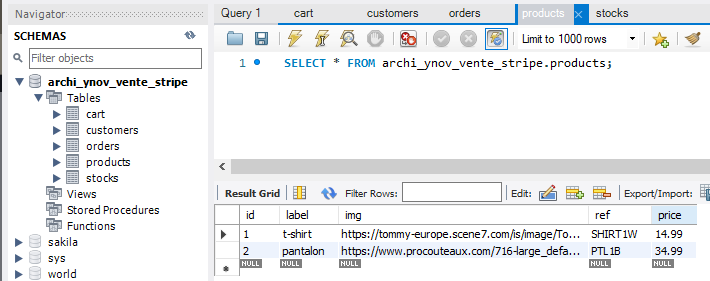 Navigator
SCHEMAS
Filter objects
archi_ynov_vente_stripe
Tables
cart
customers
orders
products
stocks
Views
Stored Procedures
Functions
sakila
sys
world
Query 1 cart customers orders products stocks
Limit to 1000 rows
1 SELECT * FROM archi_ynov_vente_stripe.products;
Result Grid Filter Rows: Edit: Export/Import:
id label img ref price
1 t-shirt https://tommy-europe.scene7.com/is/image/To... SHIRT1W 14.99
2 pantalon https://www.procouteaux.com/716-large_defa... PTL1B 34.99
NULL NULL NULL NULL NULL